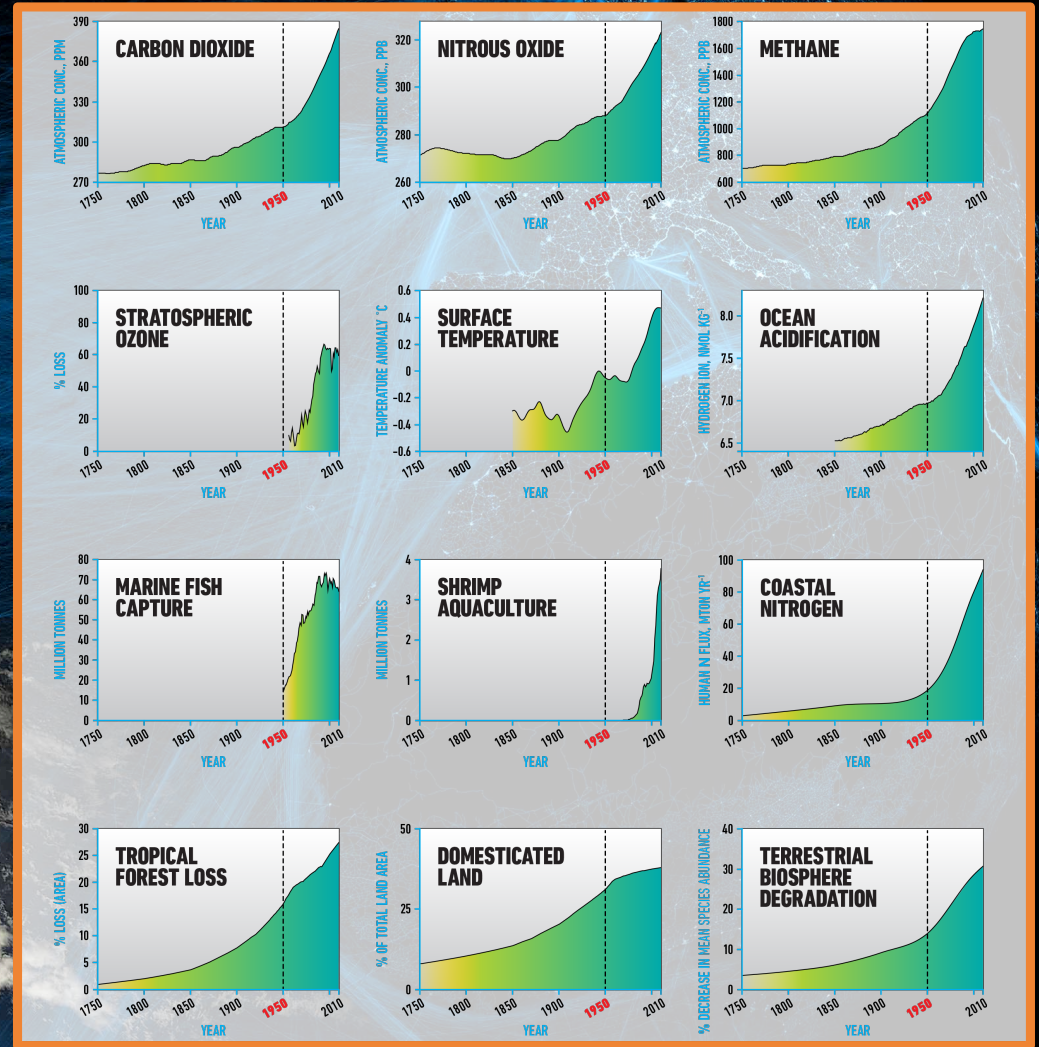 CARBON DIOXIDE
ATMOSPHERIC CONC., PPM
390
360
330
300
270
1750 1800 1850 1900 1950 2010
YEAR
NITROUS OXIDE
ATMOSPHERIC CONC., PPB
320
300
280
260
1750 1800 1850 1900 1950 2010
YEAR
METHANE
ATMOSPHERIC CONC., PPB
1800
1600
1400
1200
1000
800
600
1750 1800 1850 1900 1950 2010
YEAR
STRATOSPHERIC
OZONE
% LOSS
100
80
60
40
20
0
1750 1800 1850 1900 1950 2010
YEAR
SURFACE
TEMPERATURE
TEMPERATURE ANOMALY °C
0.6
0.4
0.2
0
-0.2
-0.4
-0.6
1750 1800 1850 1900 1950 2010
YEAR
OCEAN
ACIDIFICATION
HYDROGEN ION, NMOL KG⁻¹
8.0
7.5
7.0
6.5
1750 1800 1850 1900 1950 2010
YEAR
MARINE FISH
CAPTURE
MILLION TONNES
80
70
60
50
40
30
20
10
0
1750 1800 1850 1900 1950 2010
YEAR
SHRIMP
AQUACULTURE
MILLION TONNES
4
3
2
1
0
1750 1800 1850 1900 1950 2010
YEAR
COASTAL
NITROGEN
HUMAN N FLUX, MTON YR⁻¹
100
80
60
40
20
0
1750 1800 1850 1900 1950 2010
YEAR
TROPICAL
FOREST LOSS
% LOSS (AREA)
30
25
20
15
10
5
0
1750 1800 1850 1900 1950 2010
YEAR
DOMESTICATED
LAND
% OF TOTAL LAND AREA
50
25
0
1750 1800 1850 1900 1950 2010
YEAR
TERRESTRIAL
BIOSPHERE
DEGRADATION
% DECREASE IN MEAN SPECIES ABUNDANCE
40
30
20
10
0
1750 1800 1850 1900 1950 2010
YEAR